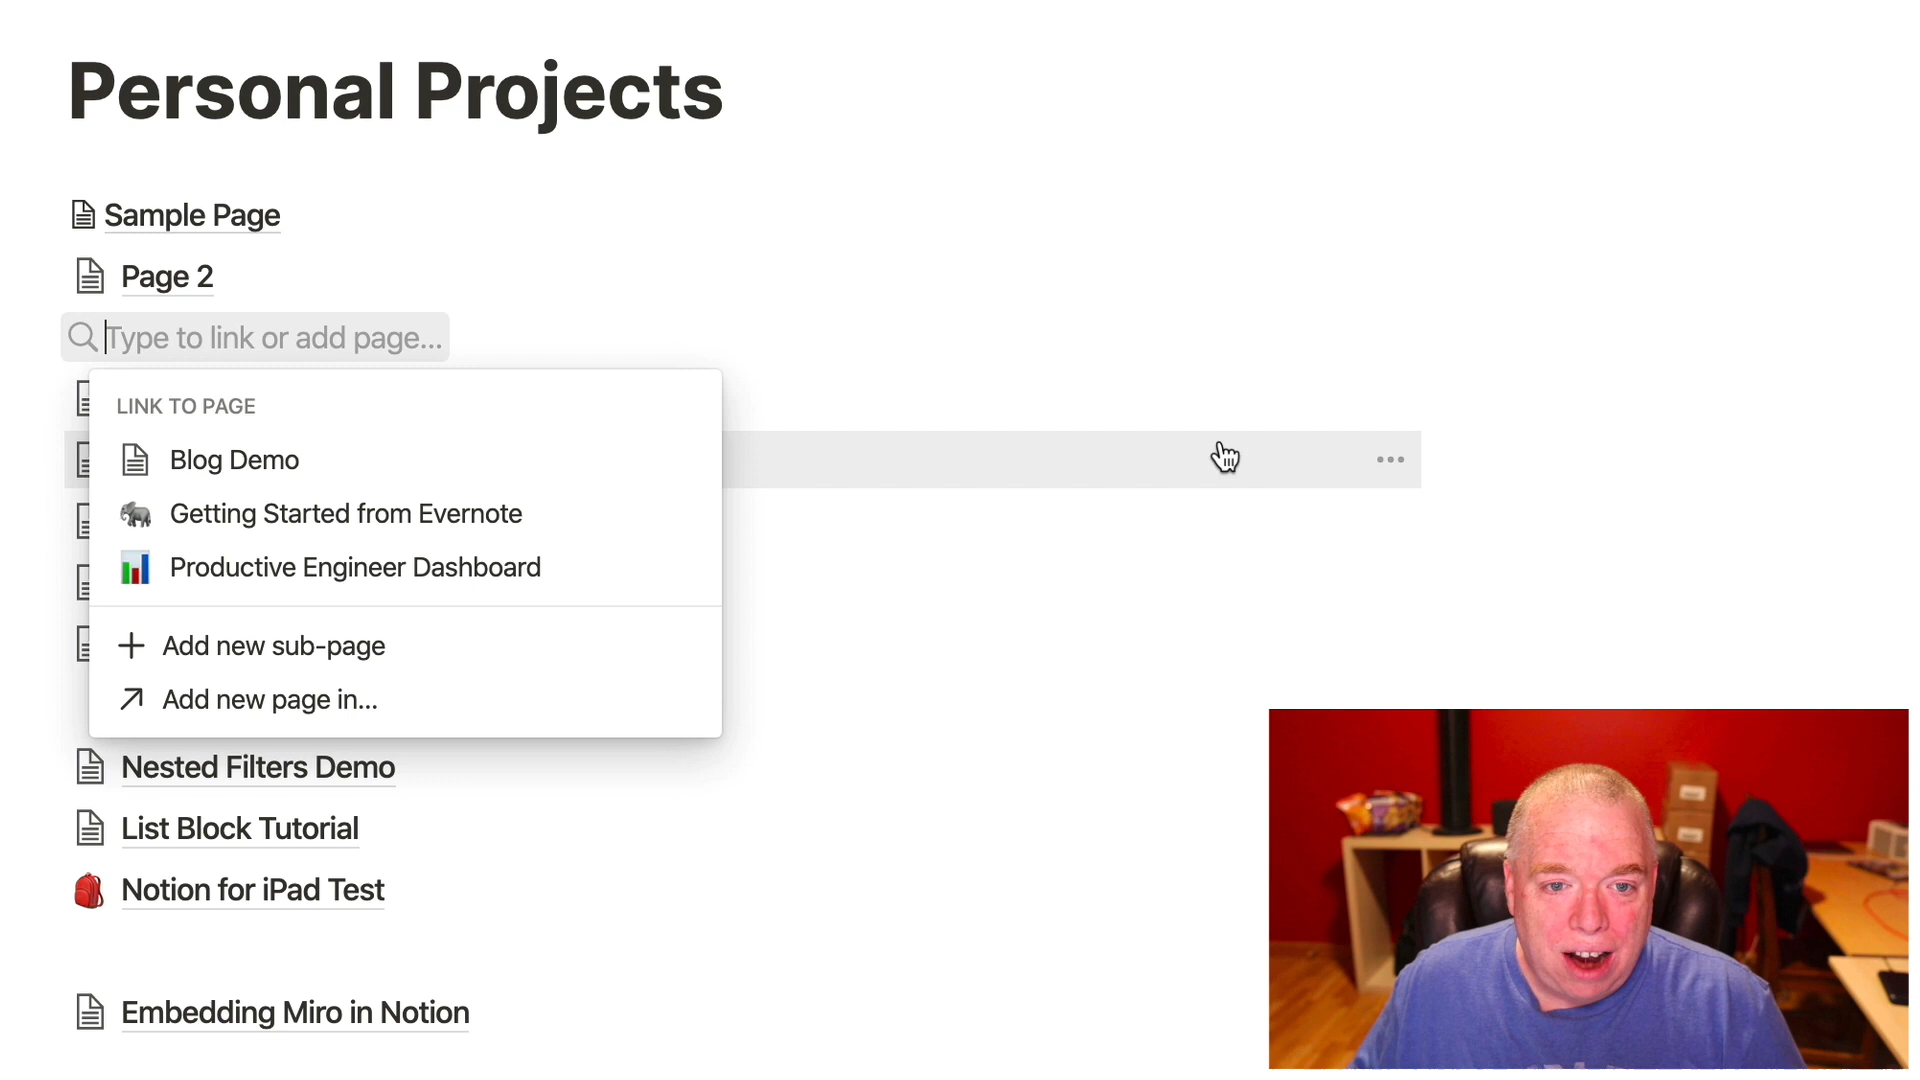 Personal Projects
Sample Page
Page 2
Type to link or add page...
LINK TO PAGE
Blog Demo
Getting Started from Evernote
Productive Engineer Dashboard
Add new sub-page
Add new page in...
Nested Filters Demo
List Block Tutorial
Notion for iPad Test
Embedding Miro in Notion